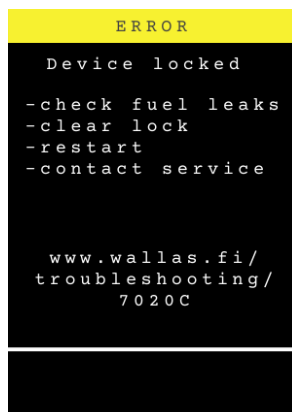 ERROR
Device locked
-check fuel leaks
-clear lock
-restart
-contact service
www.wallas.fi/
troubleshooting/
7020C